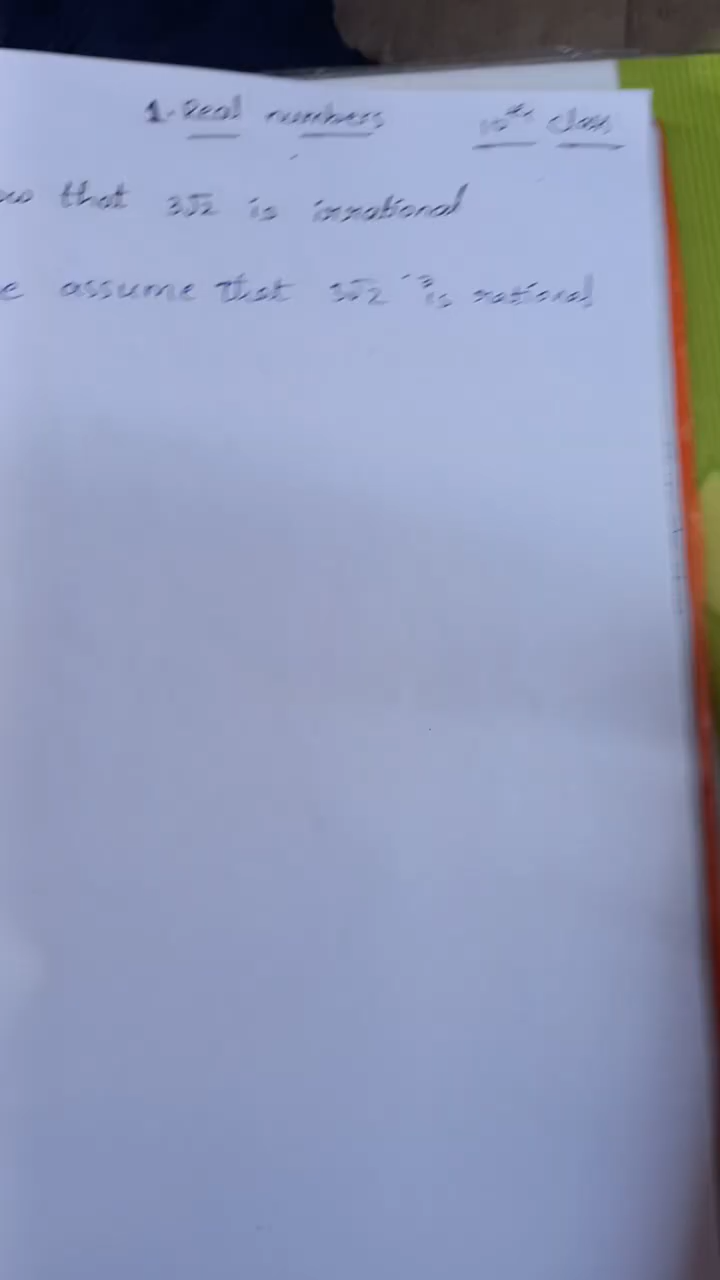 1. Real numbers 10th class
that 3√2 is irrational
assume that 3√2 is rational